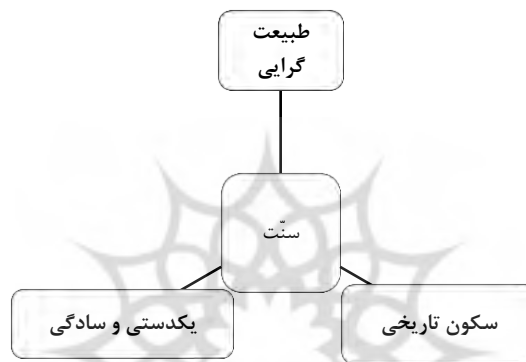 طبیعت
گرایی
سنّت
سکون تاریخی
یکدستی و سادگی